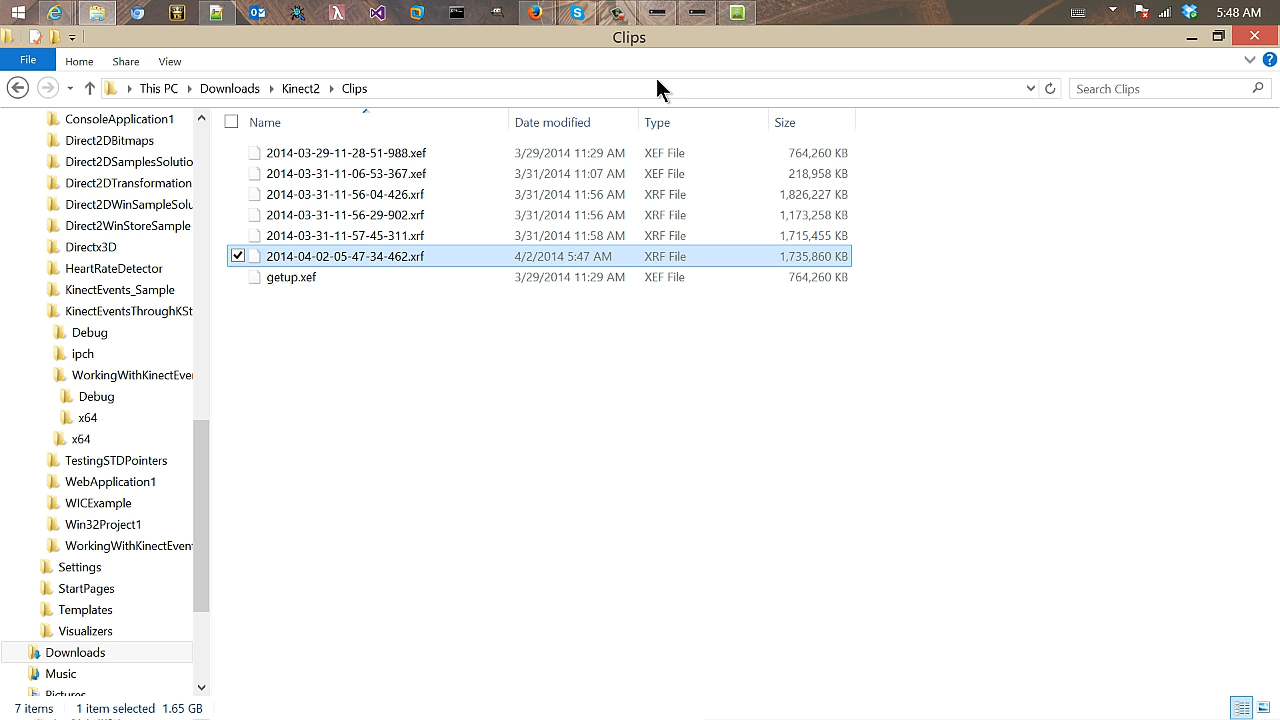 5:48 AM
Clips
File Home Share View
This PC Downloads Kinect2 Clips Search Clips
Name Date modified Type Size
2014-03-29-11-28-51-988.xef 3/29/2014 11:29 AM XEF File 764,260 KB
2014-03-31-11-06-53-367.xef 3/31/2014 11:07 AM XEF File 218,958 KB
2014-03-31-11-56-04-426.xrf 3/31/2014 11:56 AM XRF File 1,826,227 KB
2014-03-31-11-56-29-902.xrf 3/31/2014 11:56 AM XRF File 1,173,258 KB
2014-03-31-11-57-45-311.xrf 3/31/2014 11:58 AM XRF File 1,715,455 KB
2014-04-02-05-47-34-462.xrf 4/2/2014 5:47 AM XRF File 1,735,860 KB
getup.xef 3/29/2014 11:29 AM XEF File 764,260 KB
ConsoleApplication1
Direct2DBitmaps
Direct2DSamplesSolutio
Direct2DTransformation
Direct2DWinSampleSolu
Direct2WinStoreSample
Directx3D
HeartRateDetector
KinectEvents_Sample
KinectEventsThroughKSt
Debug
ipch
WorkingWithKinectEver
Debug
x64
x64
TestingSTDPointers
WebApplication1
WICExample
Win32Project1
WorkingWithKinectEvent
Settings
StartPages
Templates
Visualizers
Downloads
Music
Pictures
7 items 1 item selected 1.65 GB